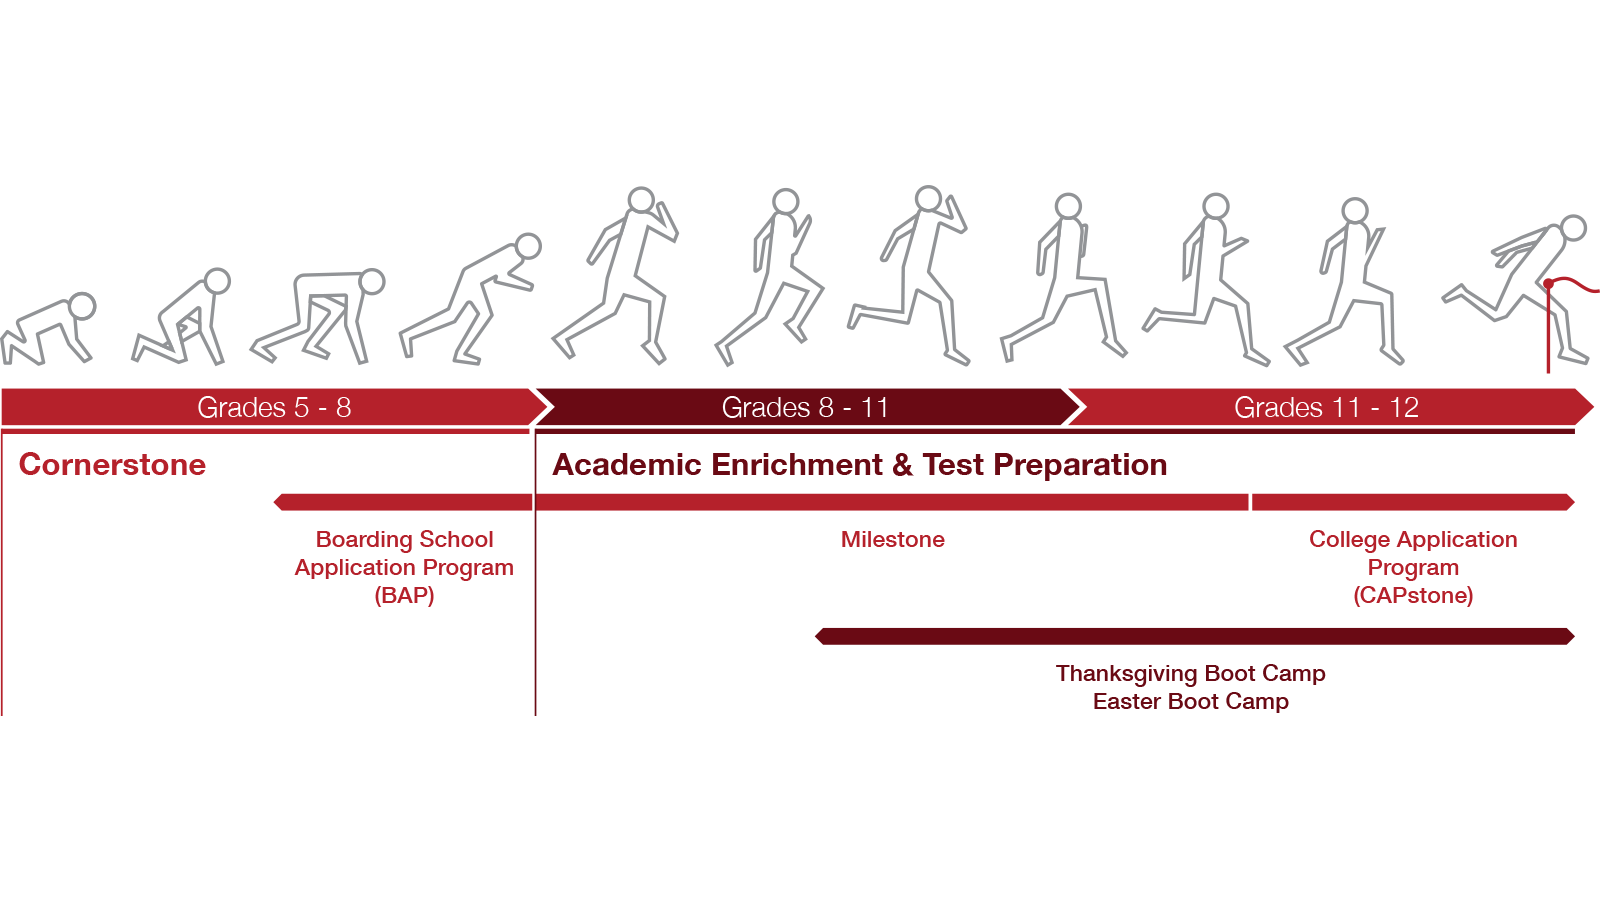 Grades 5 - 8
Grades 8 - 11
Grades 11 - 12
Cornerstone
Academic Enrichment & Test Preparation
Boarding School
Application Program
(BAP)
Milestone
College Application
Program
(CAPstone)
Thanksgiving Boot Camp
Easter Boot Camp